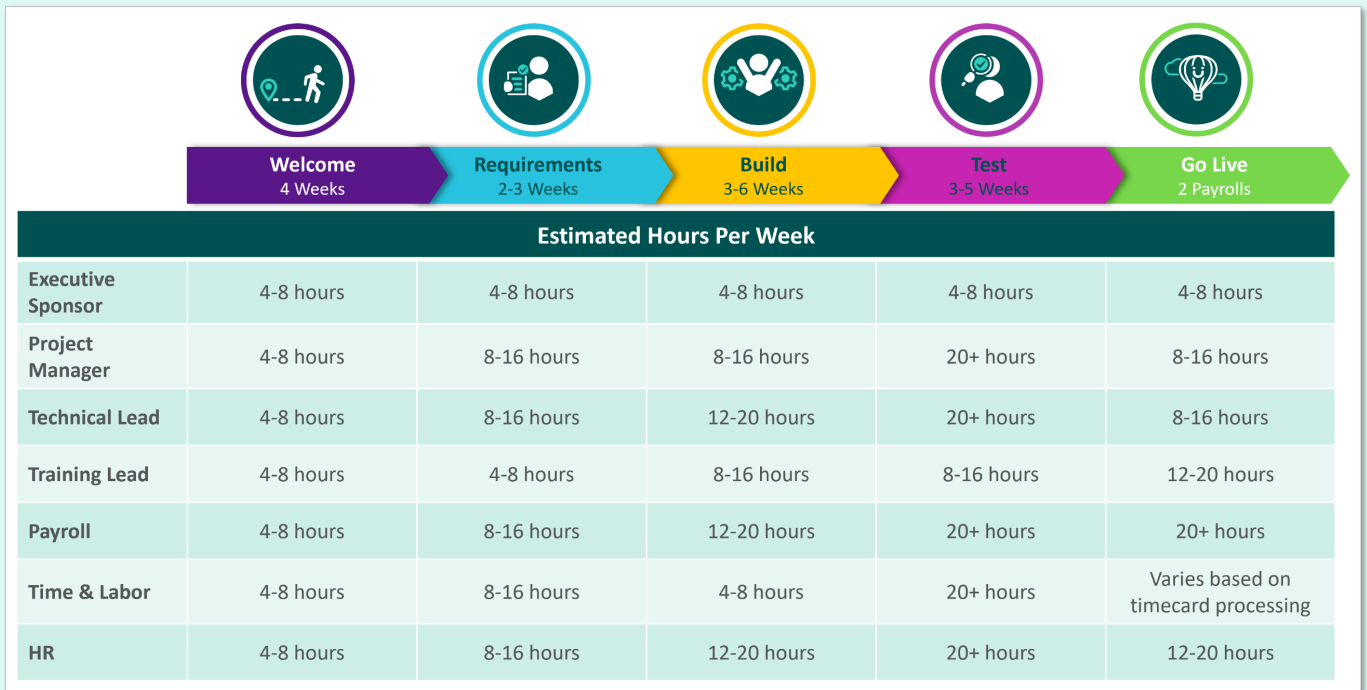 Welcome
4 Weeks
Requirements
2-3 Weeks
Build
3-6 Weeks
Test
3-5 Weeks
Go Live
2 Payrolls
Estimated Hours Per Week
Executive
Sponsor
4-8 hours
4-8 hours
4-8 hours
4-8 hours
4-8 hours
Project
Manager
4-8 hours
8-16 hours
8-16 hours
20+ hours
8-16 hours
Technical Lead
4-8 hours
8-16 hours
12-20 hours
20+ hours
8-16 hours
Training Lead
4-8 hours
4-8 hours
8-16 hours
8-16 hours
12-20 hours
Payroll
4-8 hours
8-16 hours
12-20 hours
20+ hours
20+ hours
Time & Labor
4-8 hours
8-16 hours
4-8 hours
20+ hours
Varies based on
timecard processing
HR
4-8 hours
8-16 hours
12-20 hours
20+ hours
12-20 hours